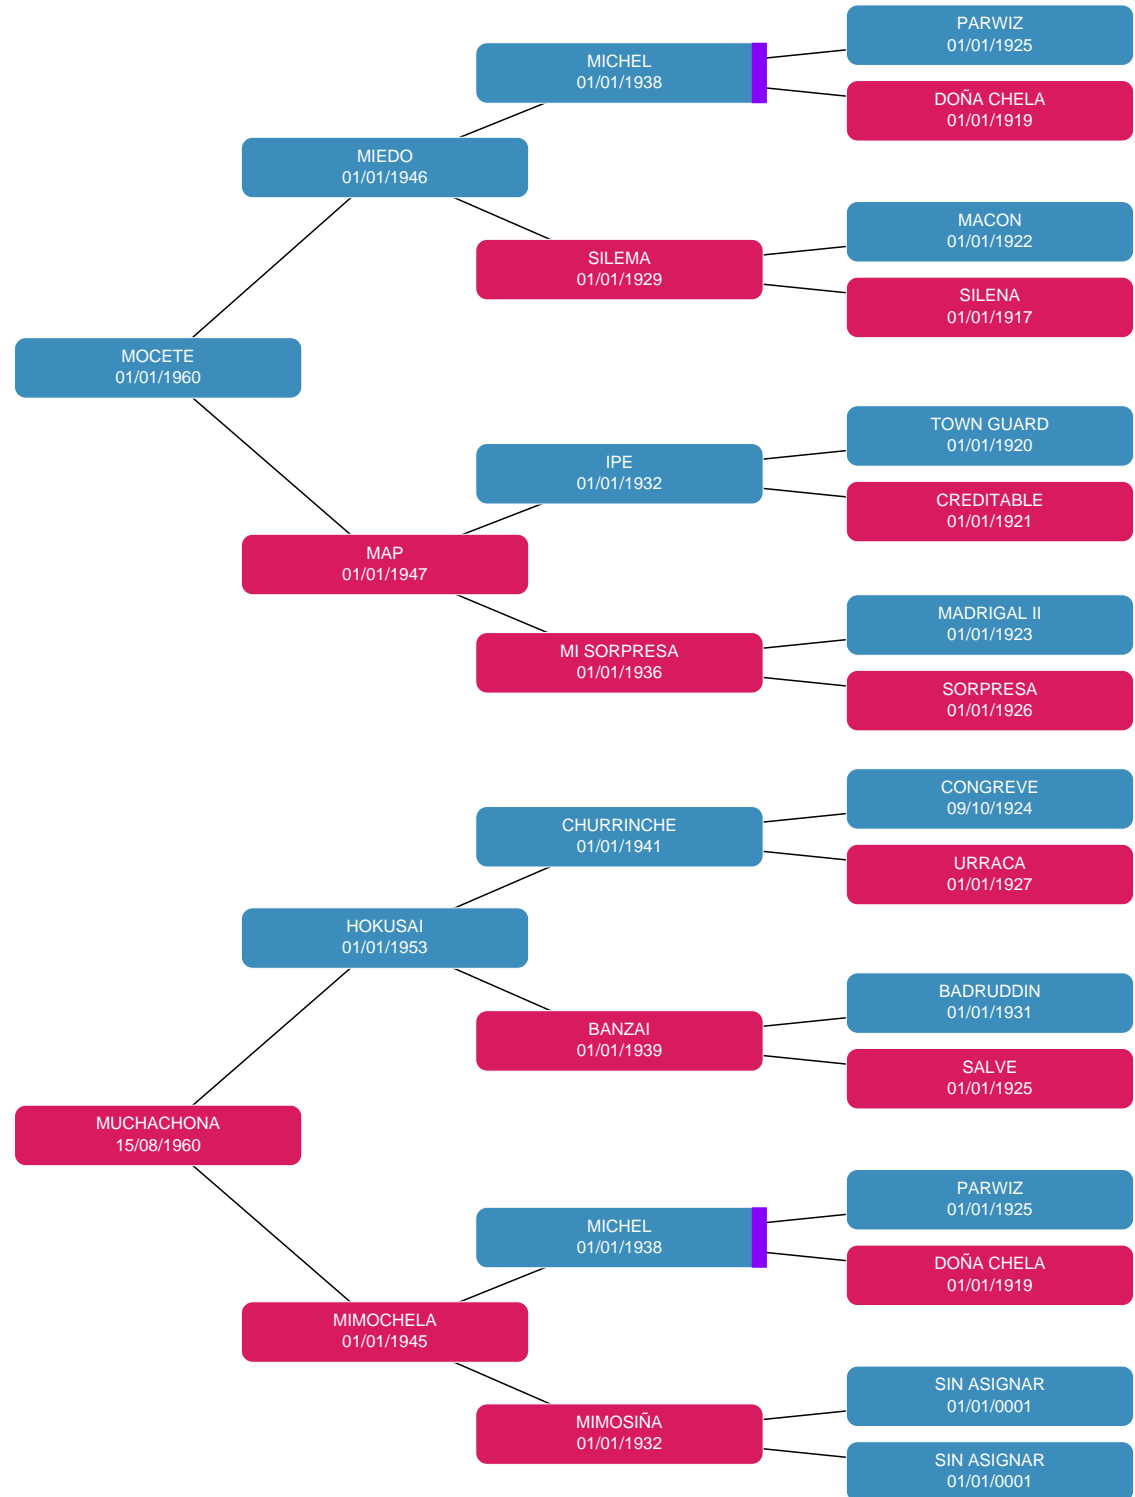 PARWIZ
01/01/1925
MICHEL
01/01/1938
DOÑA CHELA
01/01/1919
MIEDO
01/01/1946
MACON
01/01/1922
SILEMA
01/01/1929
SILENA
01/01/1917
MOCETE
01/01/1960
TOWN GUARD
01/01/1920
IPE
01/01/1932
CREDITABLE
01/01/1921
MAP
01/01/1947
MADRIGAL II
01/01/1923
MI SORPRESA
01/01/1936
SORPRESA
01/01/1926
CONGREVE
09/10/1924
CHURRINCHE
01/01/1941
URRACA
01/01/1927
HOKUSAI
01/01/1953
BADRUDDIN
01/01/1931
BANZAI
01/01/1939
SALVE
01/01/1925
MUCHACHONA
15/08/1960
PARWIZ
01/01/1925
MICHEL
01/01/1938
DOÑA CHELA
01/01/1919
MIMOCHELA
01/01/1945
SIN ASIGNAR
01/01/0001
MIMOSIÑA
01/01/1932
SIN ASIGNAR
01/01/0001